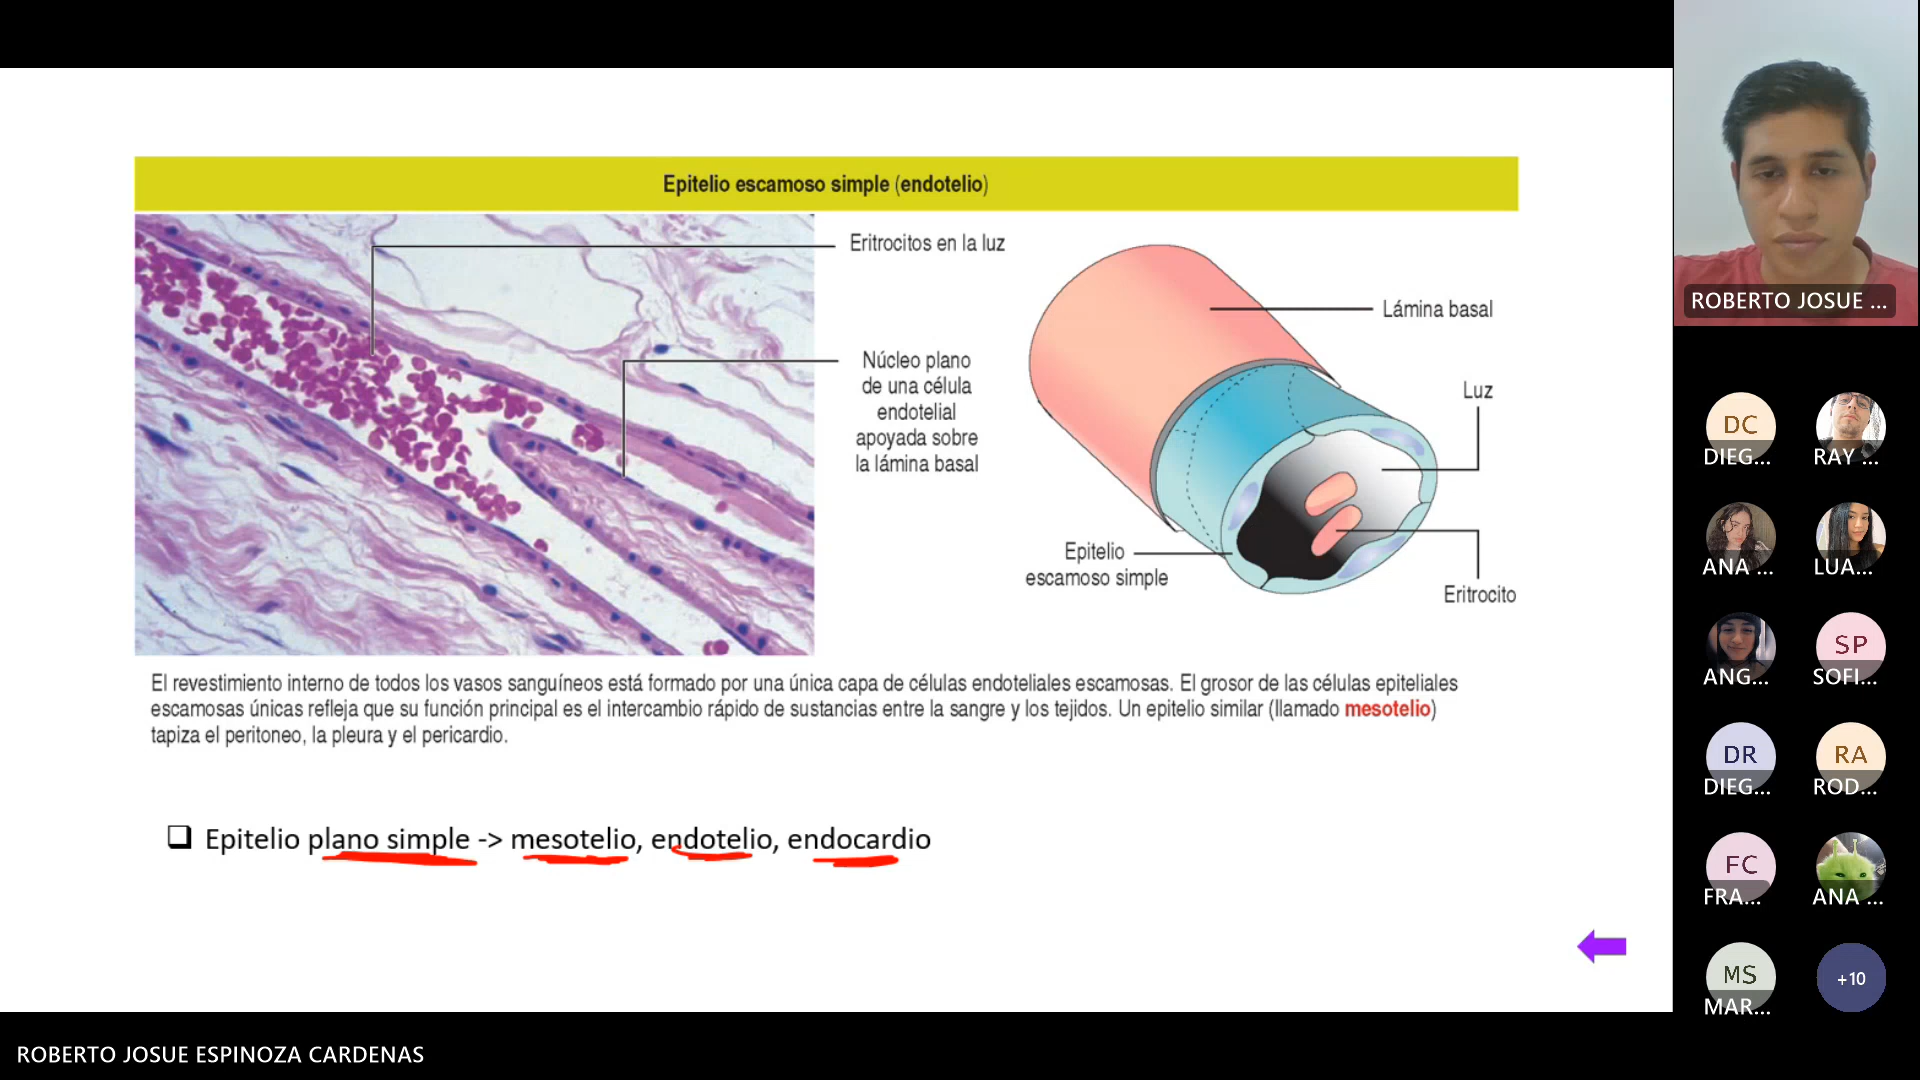 Epitelio escamoso simple (endotelio)
Eritrocitos en la luz
Núcleo plano
de una célula
endotelial
apoyada sobre
la lámina basal
Lámina basal
Luz
Epitelio
escamoso simple
Eritrocito
El revestimiento interno de todos los vasos sanguíneos está formado por una única capa de células endoteliales escamosas. El grosor de las células epiteliales
escamosas únicas refleja que su función principal es el intercambio rápido de sustancias entre la sangre y los tejidos. Un epitelio similar (llamado mesotelio)
tapiza el peritoneo, la pleura y el pericardio.
❑ Epitelio plano simple -> mesotelio, endotelio, endocardio
ROBERTO JOSUE ...
DC
DIEG...
RAY ...
ANA ...
LUA...
ANG...
SP
SOFI...
DR
DIEG...
RA
ROD...
FC
FRA...
ANA ...
MS
MAR...
+10
ROBERTO JOSUE ESPINOZA CARDENAS